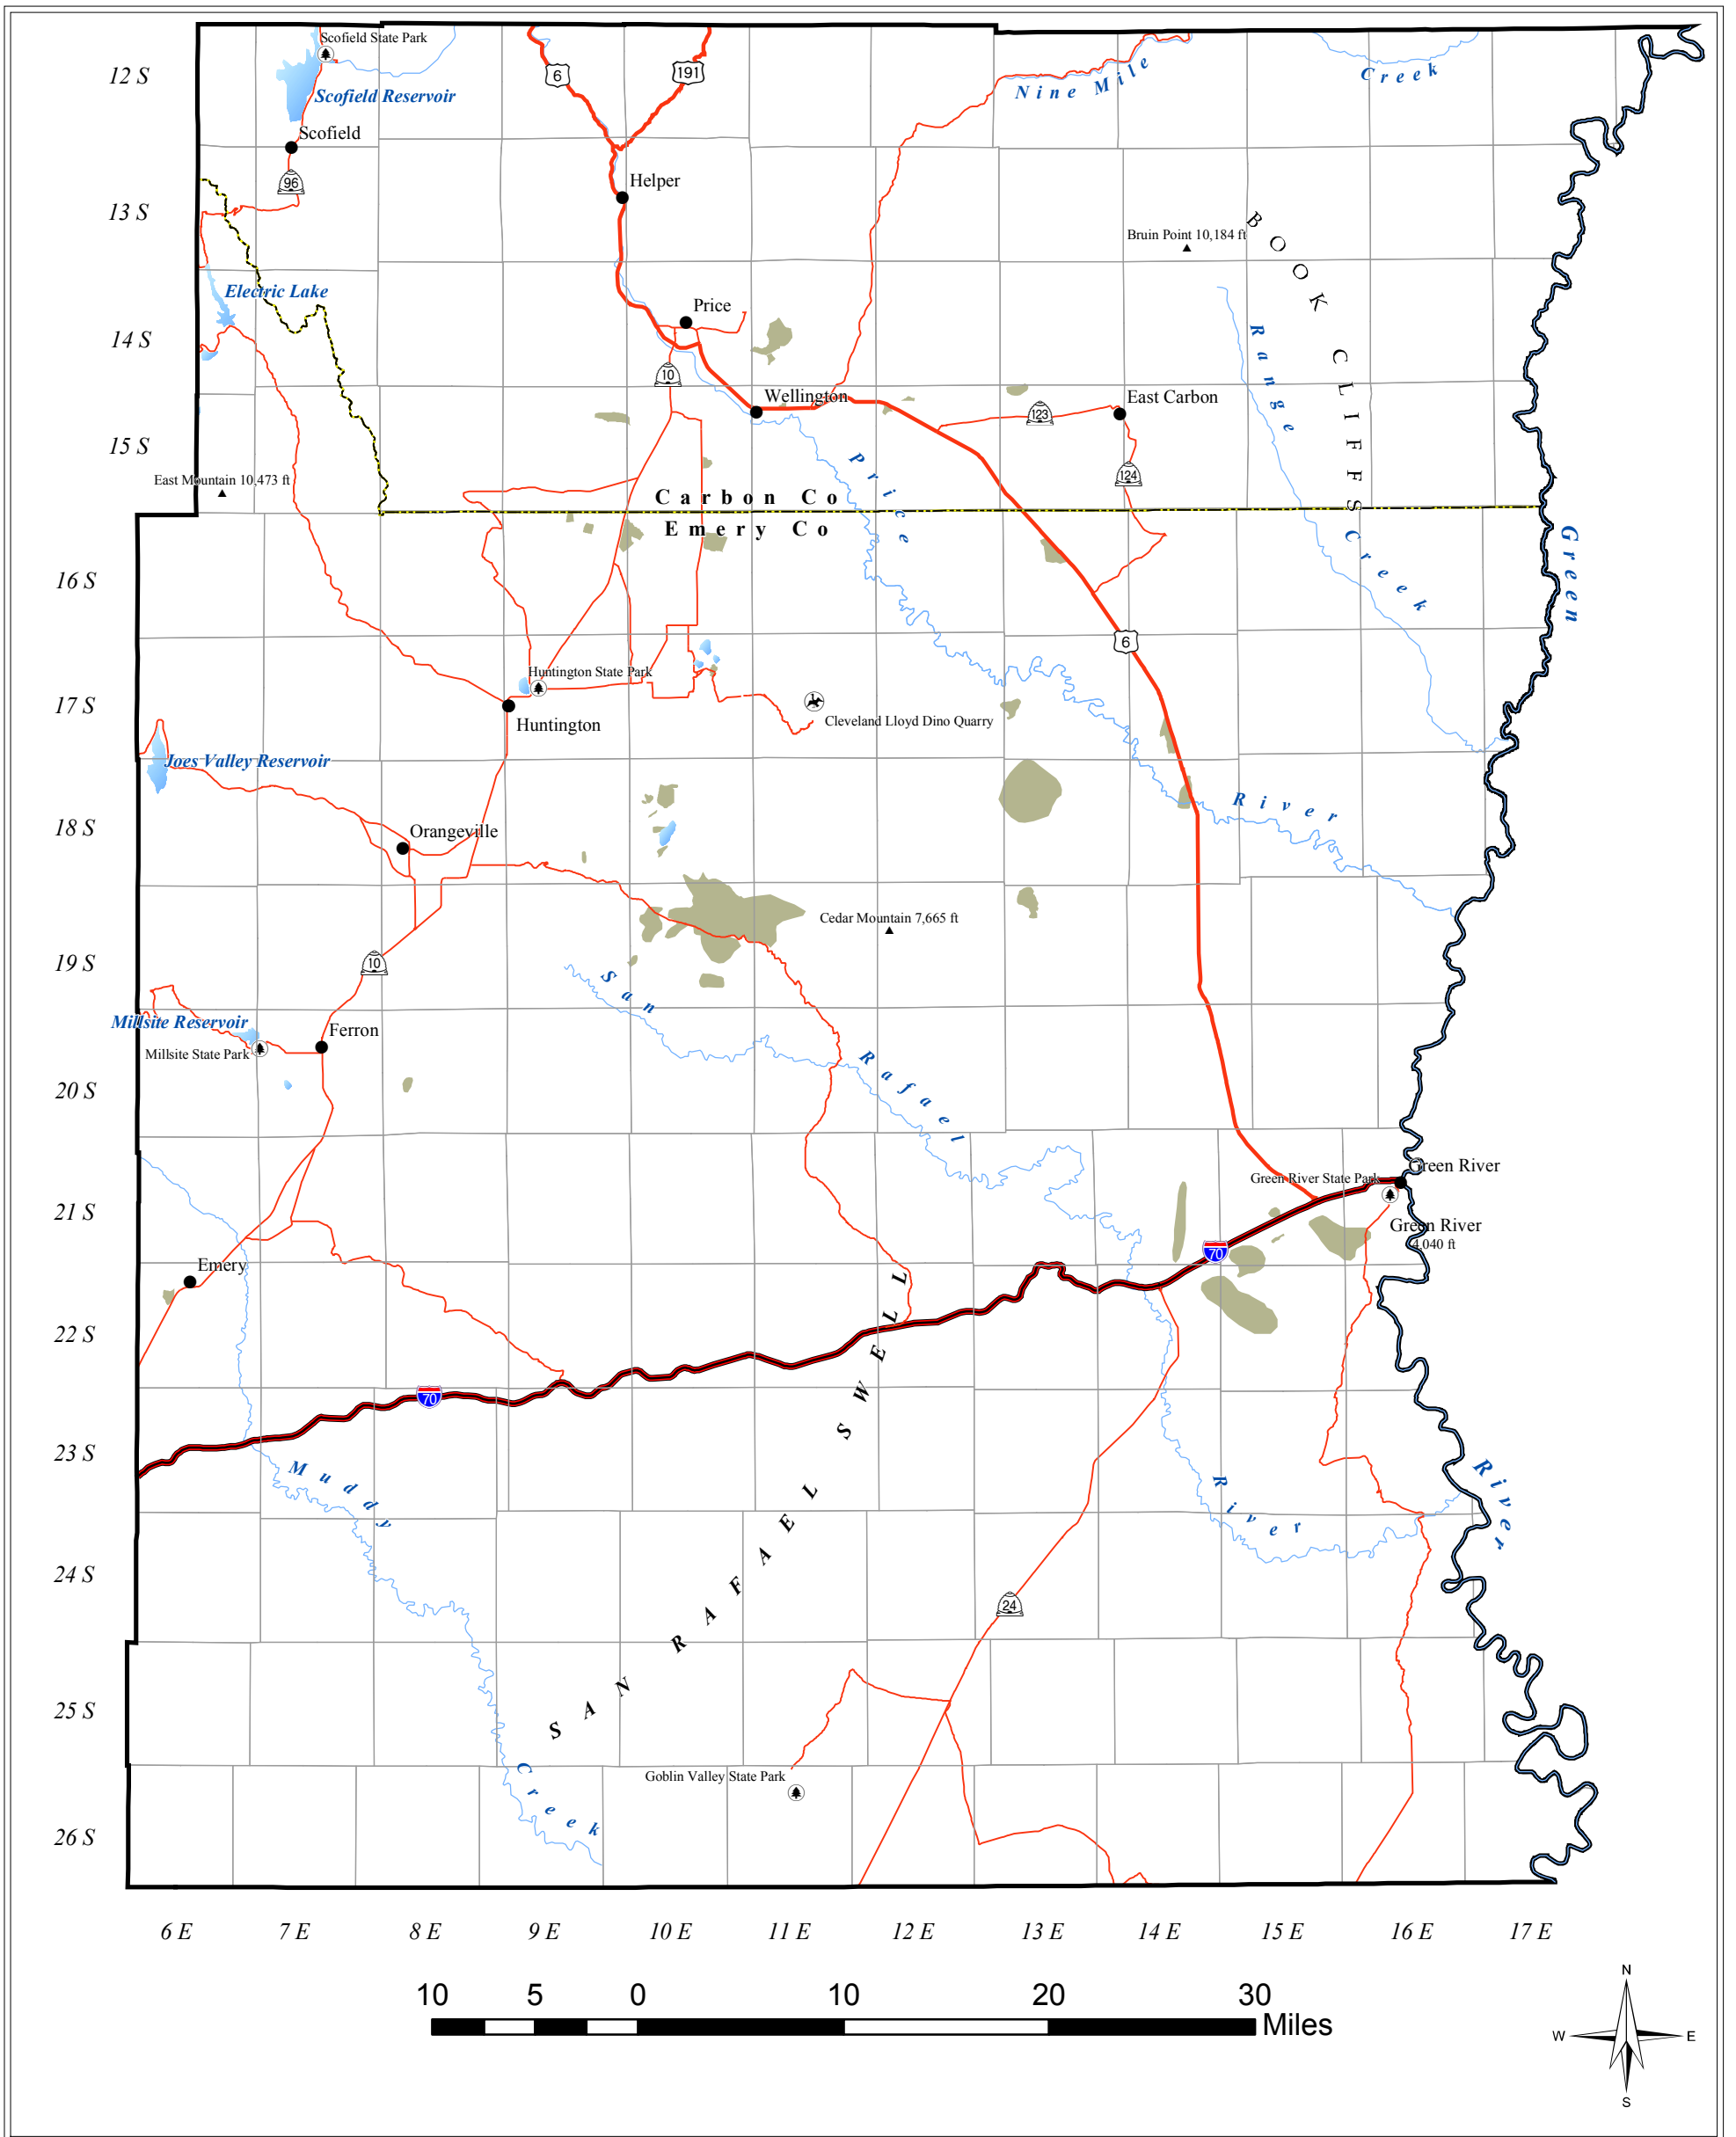 Scofield State Park
12 S
6
191
Nine Mile
Creek
Scofield Reservoir
Scofield
96
Helper
13 S
Bruin Point 10,184 ft
BOOK CLIFFS
Electric Lake
Price
14 S
Range
Creek
10
Wellington
East Carbon
123
15 S
124
East Mountain 10,473 ft
Price
River
Carbon Co
Emery Co
Green
16 S
6
Huntington State Park
17 S
Huntington
Cleveland Lloyd Dino Quarry
Joes Valley Reservoir
18 S
Orangeville
Cedar Mountain 7,665 ft
19 S
10
San
Rafael
River
Millsite Reservoir
Ferron
Millsite State Park
20 S
Green River
Green River State Park
21 S
Green River
4,040 ft
70
Emery
22 S
70
SAN RAFAEL SWELL
23 S
Muddy
Creek
River
24 S
24
25 S
Goblin Valley State Park
26 S
6 E
7 E
8 E
9 E
10 E
11 E
12 E
13 E
14 E
15 E
16 E
17 E
10
5
0
10
20
30
Miles
N
W
E
S